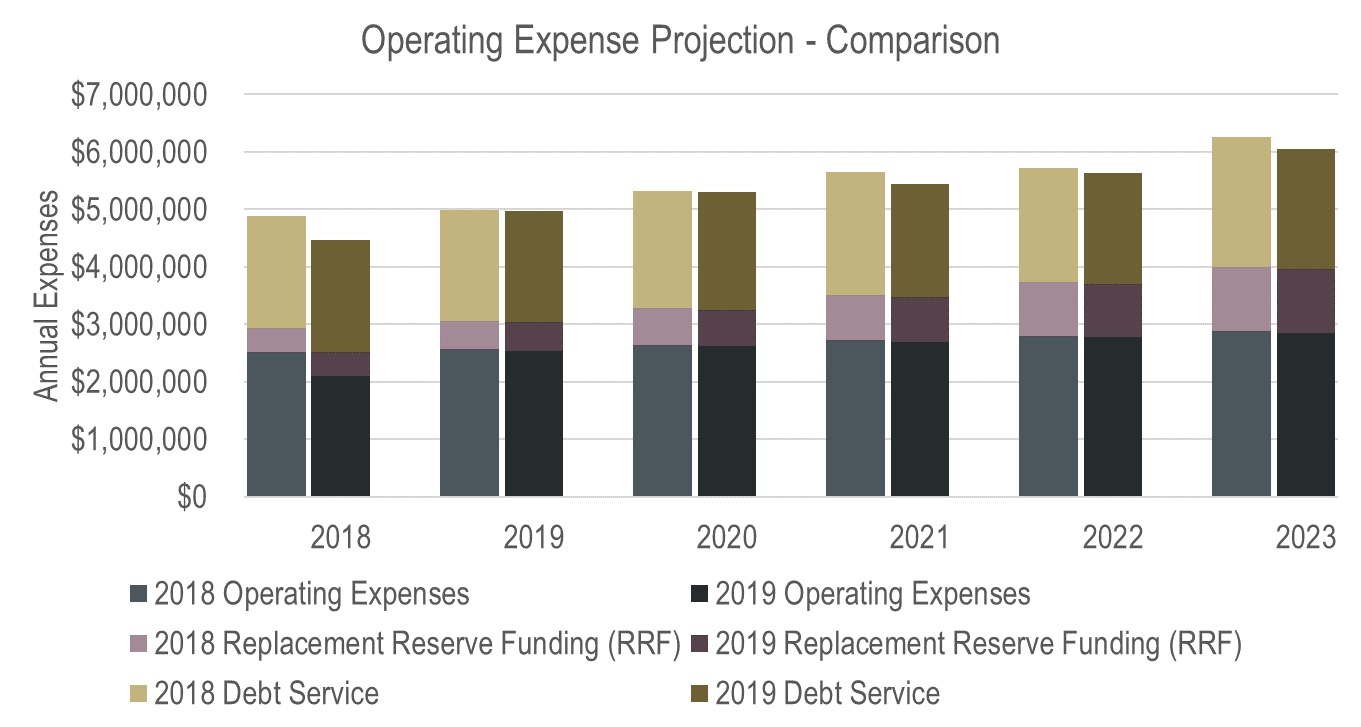 Operating Expense Projection - Comparison
$7,000,000
$6,000,000
$5,000,000
$4,000,000
$3,000,000
$2,000,000
$1,000,000
$0
Annual Expenses
2018 2019 2020 2021 2022 2023
2018 Operating Expenses 2019 Operating Expenses
2018 Replacement Reserve Funding (RRF) 2019 Replacement Reserve Funding (RRF)
2018 Debt Service 2019 Debt Service